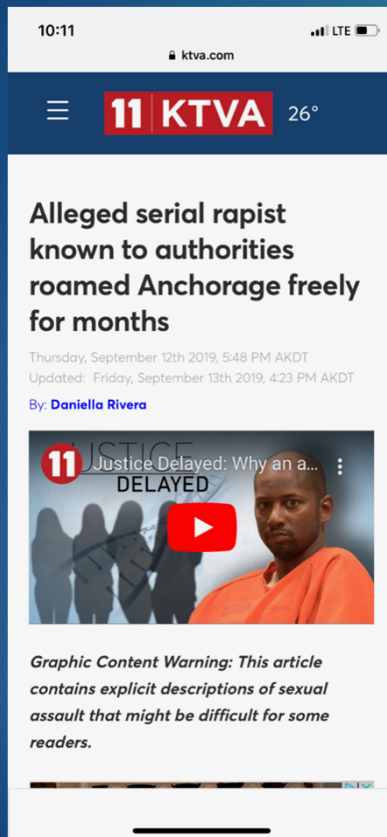 10:11
LTE
ktva.com
11 KTVA 26°
Alleged serial rapist
known to authorities
roamed Anchorage freely
for months
Thursday, September 12th 2019, 5:48 PM AKDT
Updated: Friday, September 13th 2019, 4:23 PM AKDT
By: Daniella Rivera
11 Justice Delayed: Why an a...
JUSTICE
DELAYED
Graphic Content Warning: This article
contains explicit descriptions of sexual
assault that might be difficult for some
readers.